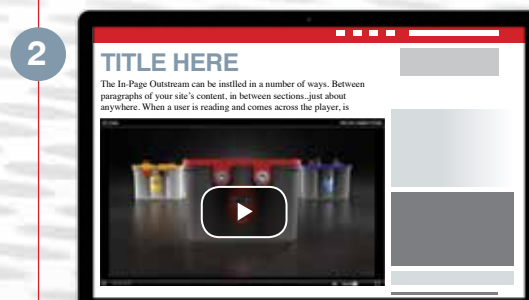 2
TITLE HERE
The In-Page Outstream can be instlled in a number of ways. Between
paragraphs of your site's content, in between sections..just about
anywhere. When a user is reading and comes across the player, is